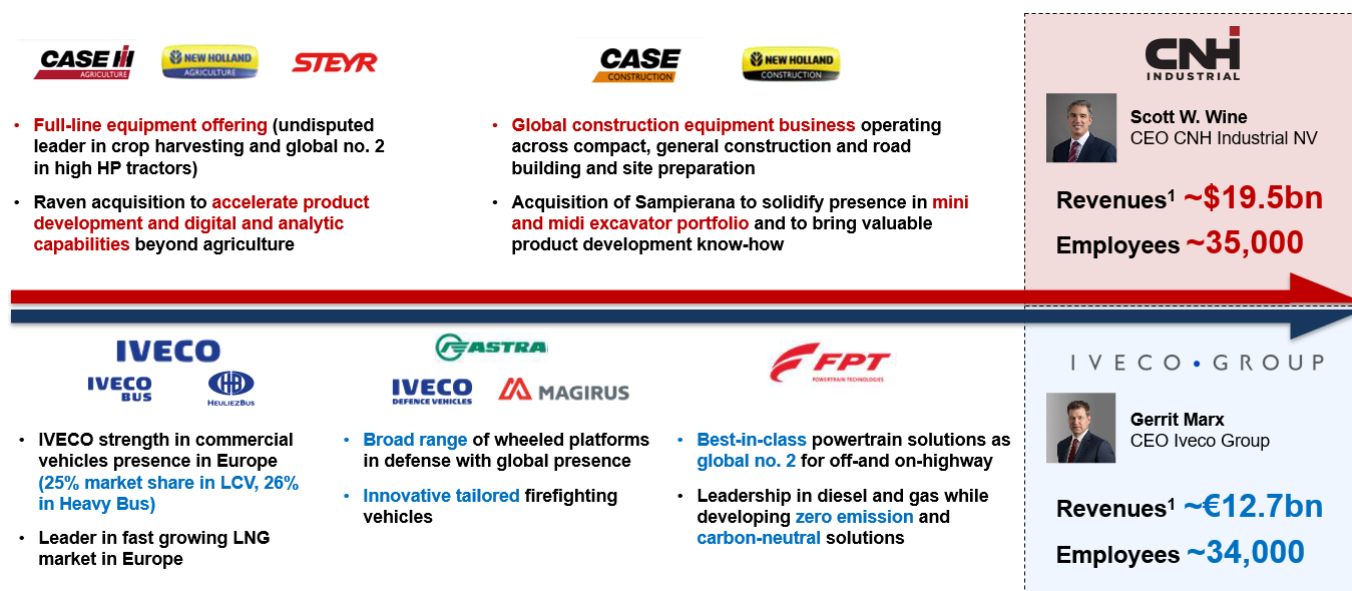 CASE IH
AGRICULTURE
NEW HOLLAND
AGRICULTURE
STEYR
• Full-line equipment offering (undisputed
leader in crop harvesting and global no. 2
in high HP tractors)
• Raven acquisition to accelerate product
development and digital and analytic
capabilities beyond agriculture
CASE
CONSTRUCTION
NEW HOLLAND
CONSTRUCTION
• Global construction equipment business operating
across compact, general construction and road
building and site preparation
• Acquisition of Sampierana to solidify presence in mini
and midi excavator portfolio and to bring valuable
product development know-how
CNH
INDUSTRIAL
Scott W. Wine
CEO CNH Industrial NV
Revenues¹ ~$19.5bn
Employees ~35,000
IVECO
IVECO
BUS
HEULIEZBUS
• IVECO strength in commercial
vehicles presence in Europe
(25% market share in LCV, 26%
in Heavy Bus)
• Leader in fast growing LNG
market in Europe
ASTRA
IVECO
DEFENCE VEHICLES
MAGIRUS
• Broad range of wheeled platforms
in defense with global presence
• Innovative tailored firefighting
vehicles
FPT
POWERTRAIN TECHNOLOGIES
• Best-in-class powertrain solutions as
global no. 2 for off-and on-highway
• Leadership in diesel and gas while
developing zero emission and
carbon-neutral solutions
IVECO • GROUP
Gerrit Marx
CEO Iveco Group
Revenues¹ ~€12.7bn
Employees ~34,000